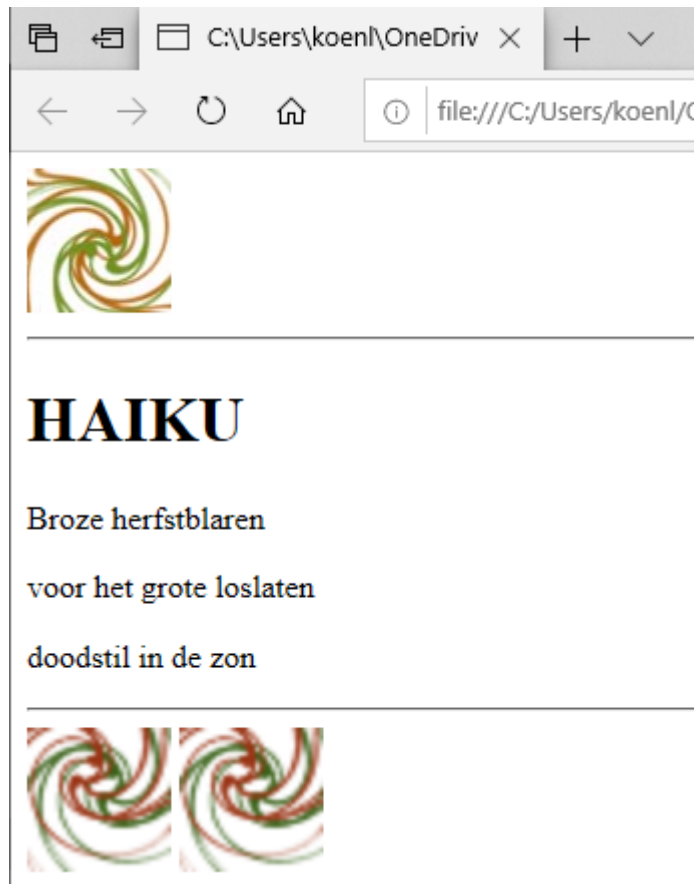 C:\Users\koenl\OneDriv
file:///C:/Users/koenl/
HAIKU
Broze herfstblaren
voor het grote loslaten
doodstil in de zon